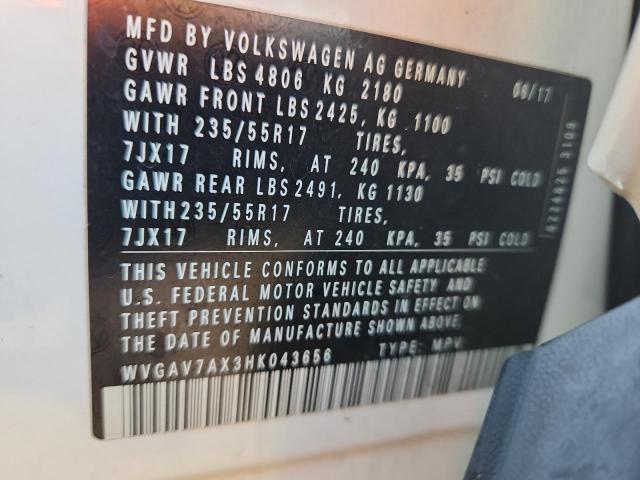 MFD BY VOLKSWAGEN AG GERMANY
GVWR LBS 4806 KG 2180 06/17
GAWR FRONT LBS 2425, KG 1100
WITH 235/55R17 TIRES,
7JX17 RIMS, AT 240 KPA, 35 PSI COLD
GAWR REAR LBS 2491, KG 1130
WITH 235/55R17 TIRES,
7JX17 RIMS, AT 240 KPA, 35 PSI COLD
THIS VEHICLE CONFORMS TO ALL APPLICABLE
U.S. FEDERAL MOTOR VEHICLE SAFETY AND
THEFT PREVENTION STANDARDS IN EFFECT ON
THE DATE OF MANUFACTURE SHOWN ABOVE.
WVGAV7AX3HK043656 TYPE: MPV